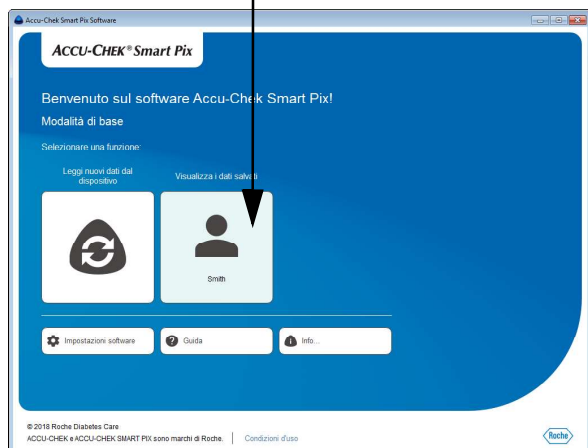 Accu-Chek Smart Pix Software
ACCU-CHEK® Smart Pix
Benvenuto sul software Accu-Chek Smart Pix!
Modalità di base
Selezionare una funzione:
Leggi nuovi dati dal
dispositivo
Visualizza i dati salvati
Smith
Impostazioni software
Guida
Info...
© 2018 Roche Diabetes Care
ACCU-CHEK e ACCU-CHEK SMART PIX sono marchi di Roche.
Condizioni d'uso
Roche